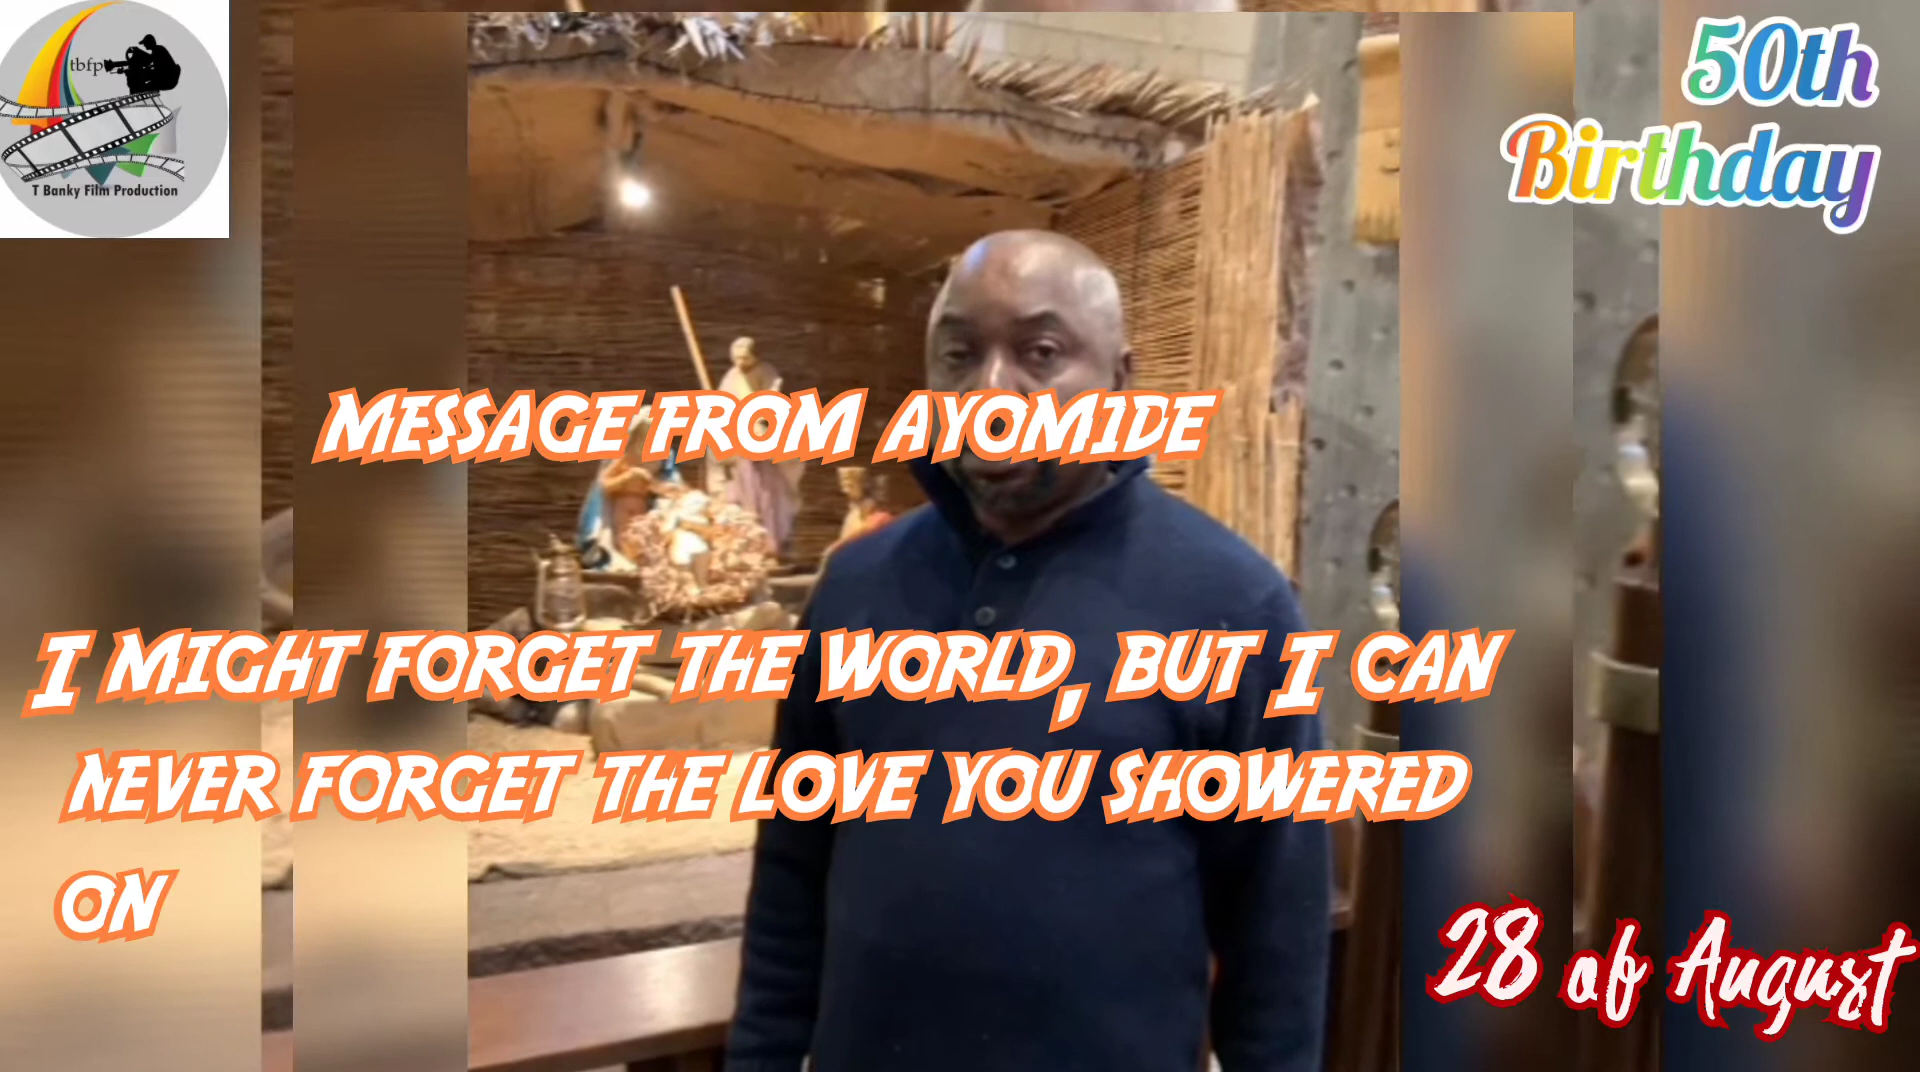 tbfp
T Banky Film Production
50th
Birthday
MESSAGE FROM AYOMIDE
I MIGHT FORGET THE WORLD, BUT I CAN
NEVER FORGET THE LOVE YOU SHOWERED
ON
28 of August